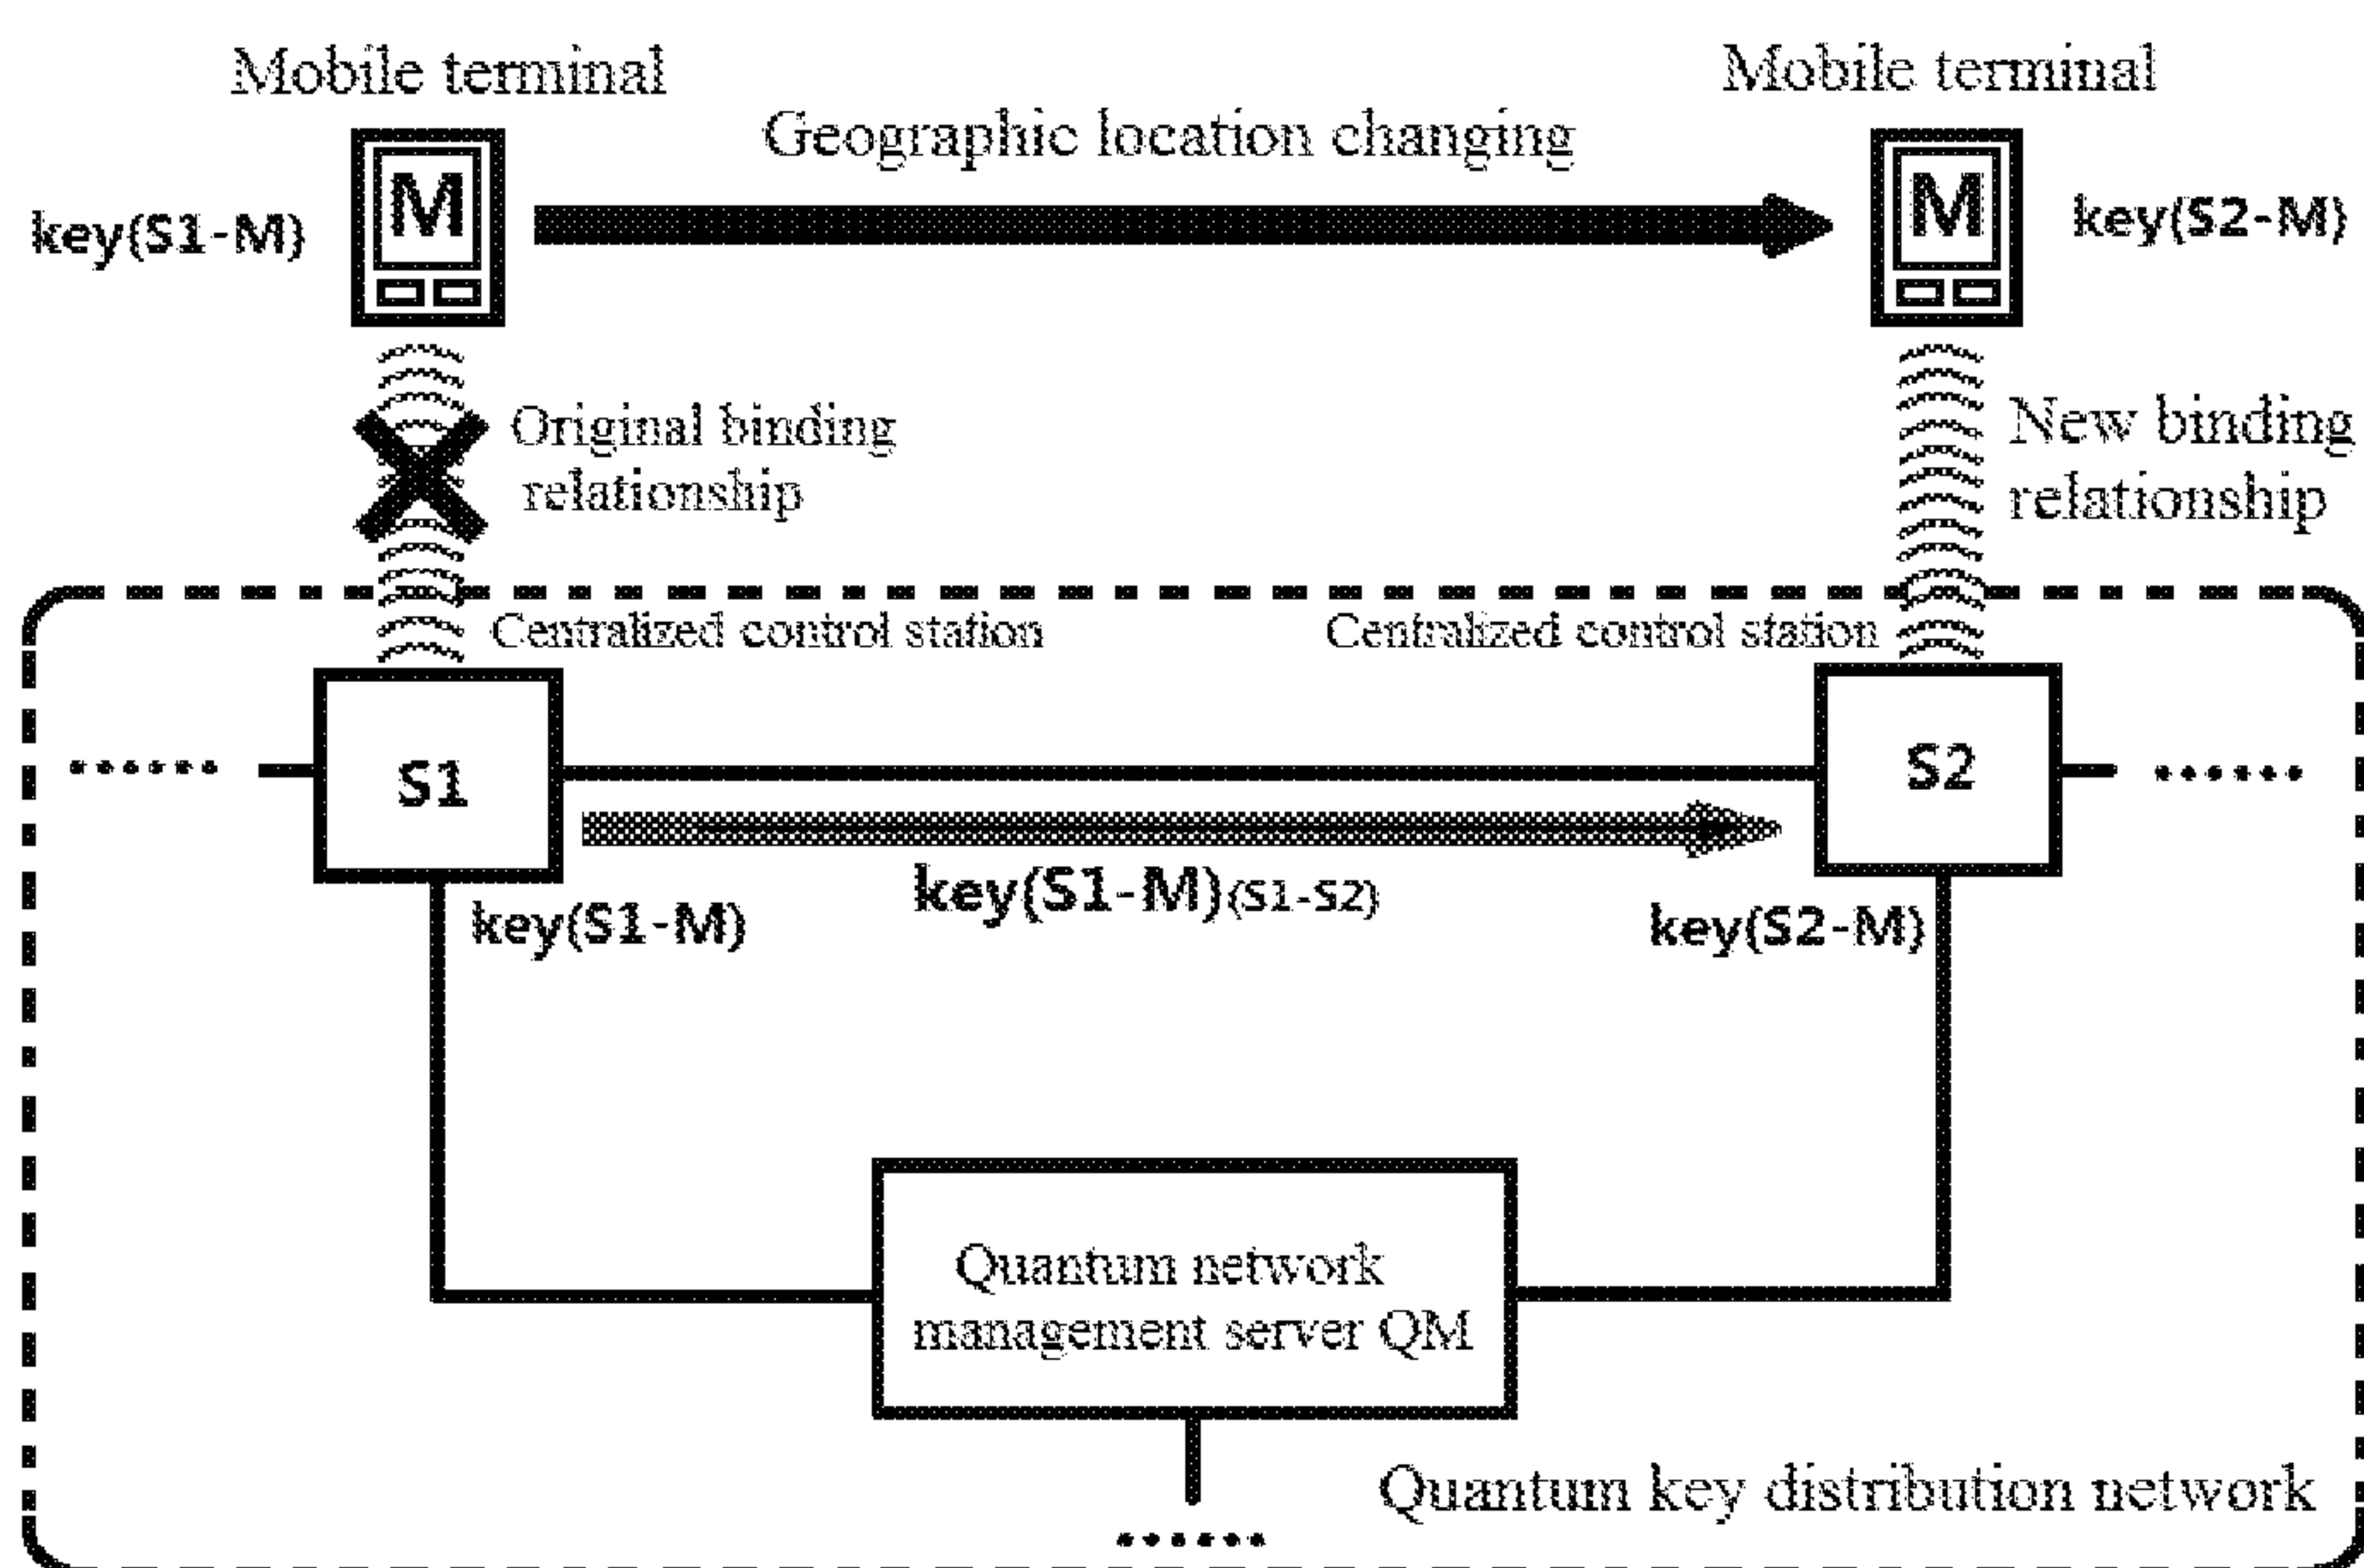 Mobile terminal
Mobile terminal
Geographic location changing
M
M
key(S1-M)
key(S2-M)
Original binding
relationship
New binding
relationship
Centralized control station
Centralized control station
S1
S2
key(S1-M)(S1-S2)
key(S1-M)
key(S2-M)
Quantum network
management server QM
Quantum key distribution network